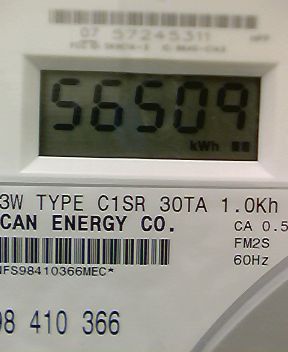 07 57245311
56509
kWh
3W TYPE C1SR 30TA 1.0Kh
CAN ENERGY CO.
CA 0.5
FM2S
60Hz
NFS98410366MEC*
98 410 366